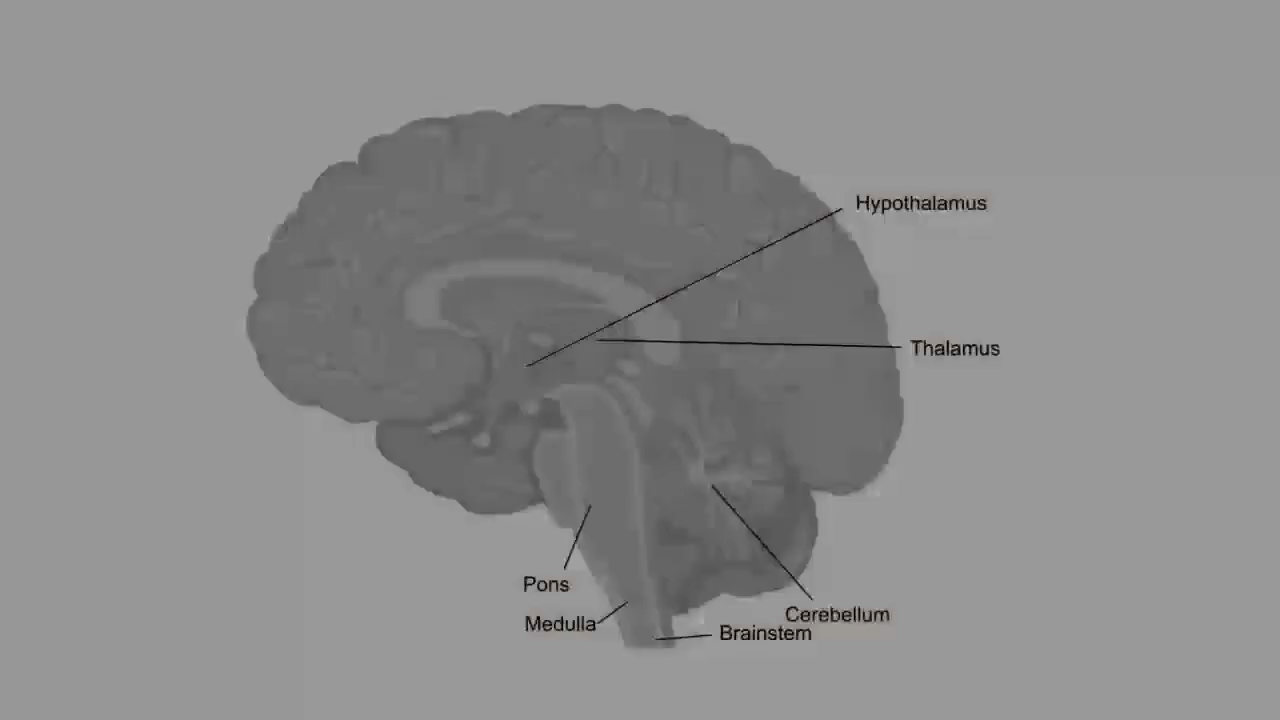 Hypothalamus
Thalamus
Pons
Medulla
Cerebellum
Brainstem